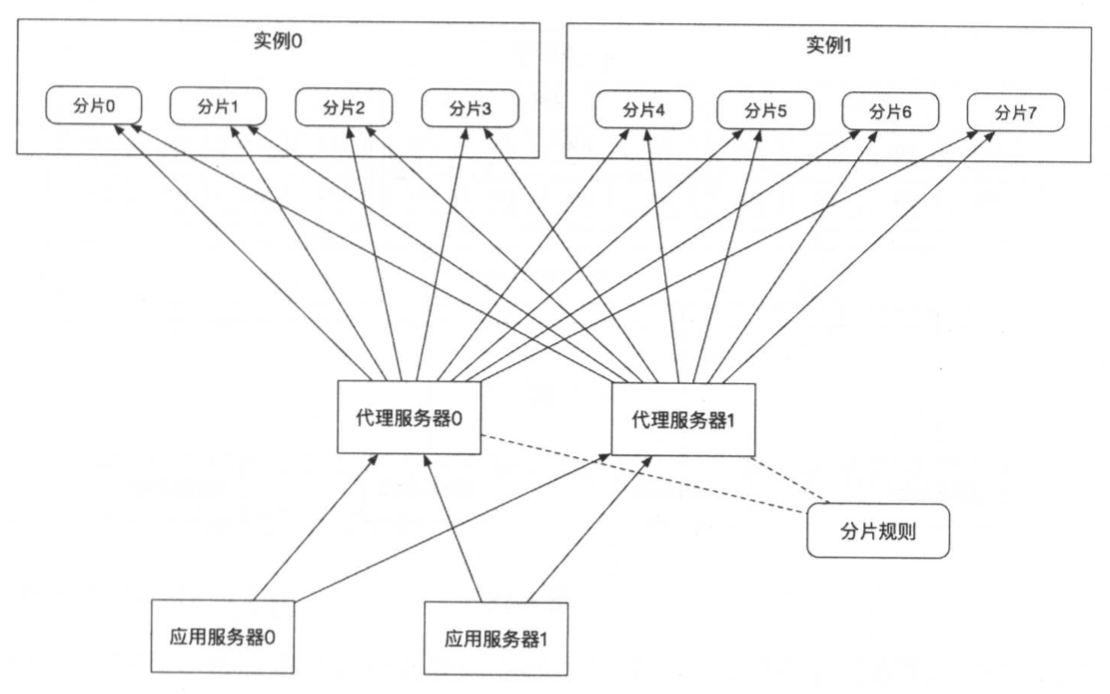 实例0
实例1
分片0
分片1
分片2
分片3
分片4
分片5
分片6
分片7
代理服务器0
代理服务器1
分片规则
应用服务器0
应用服务器1